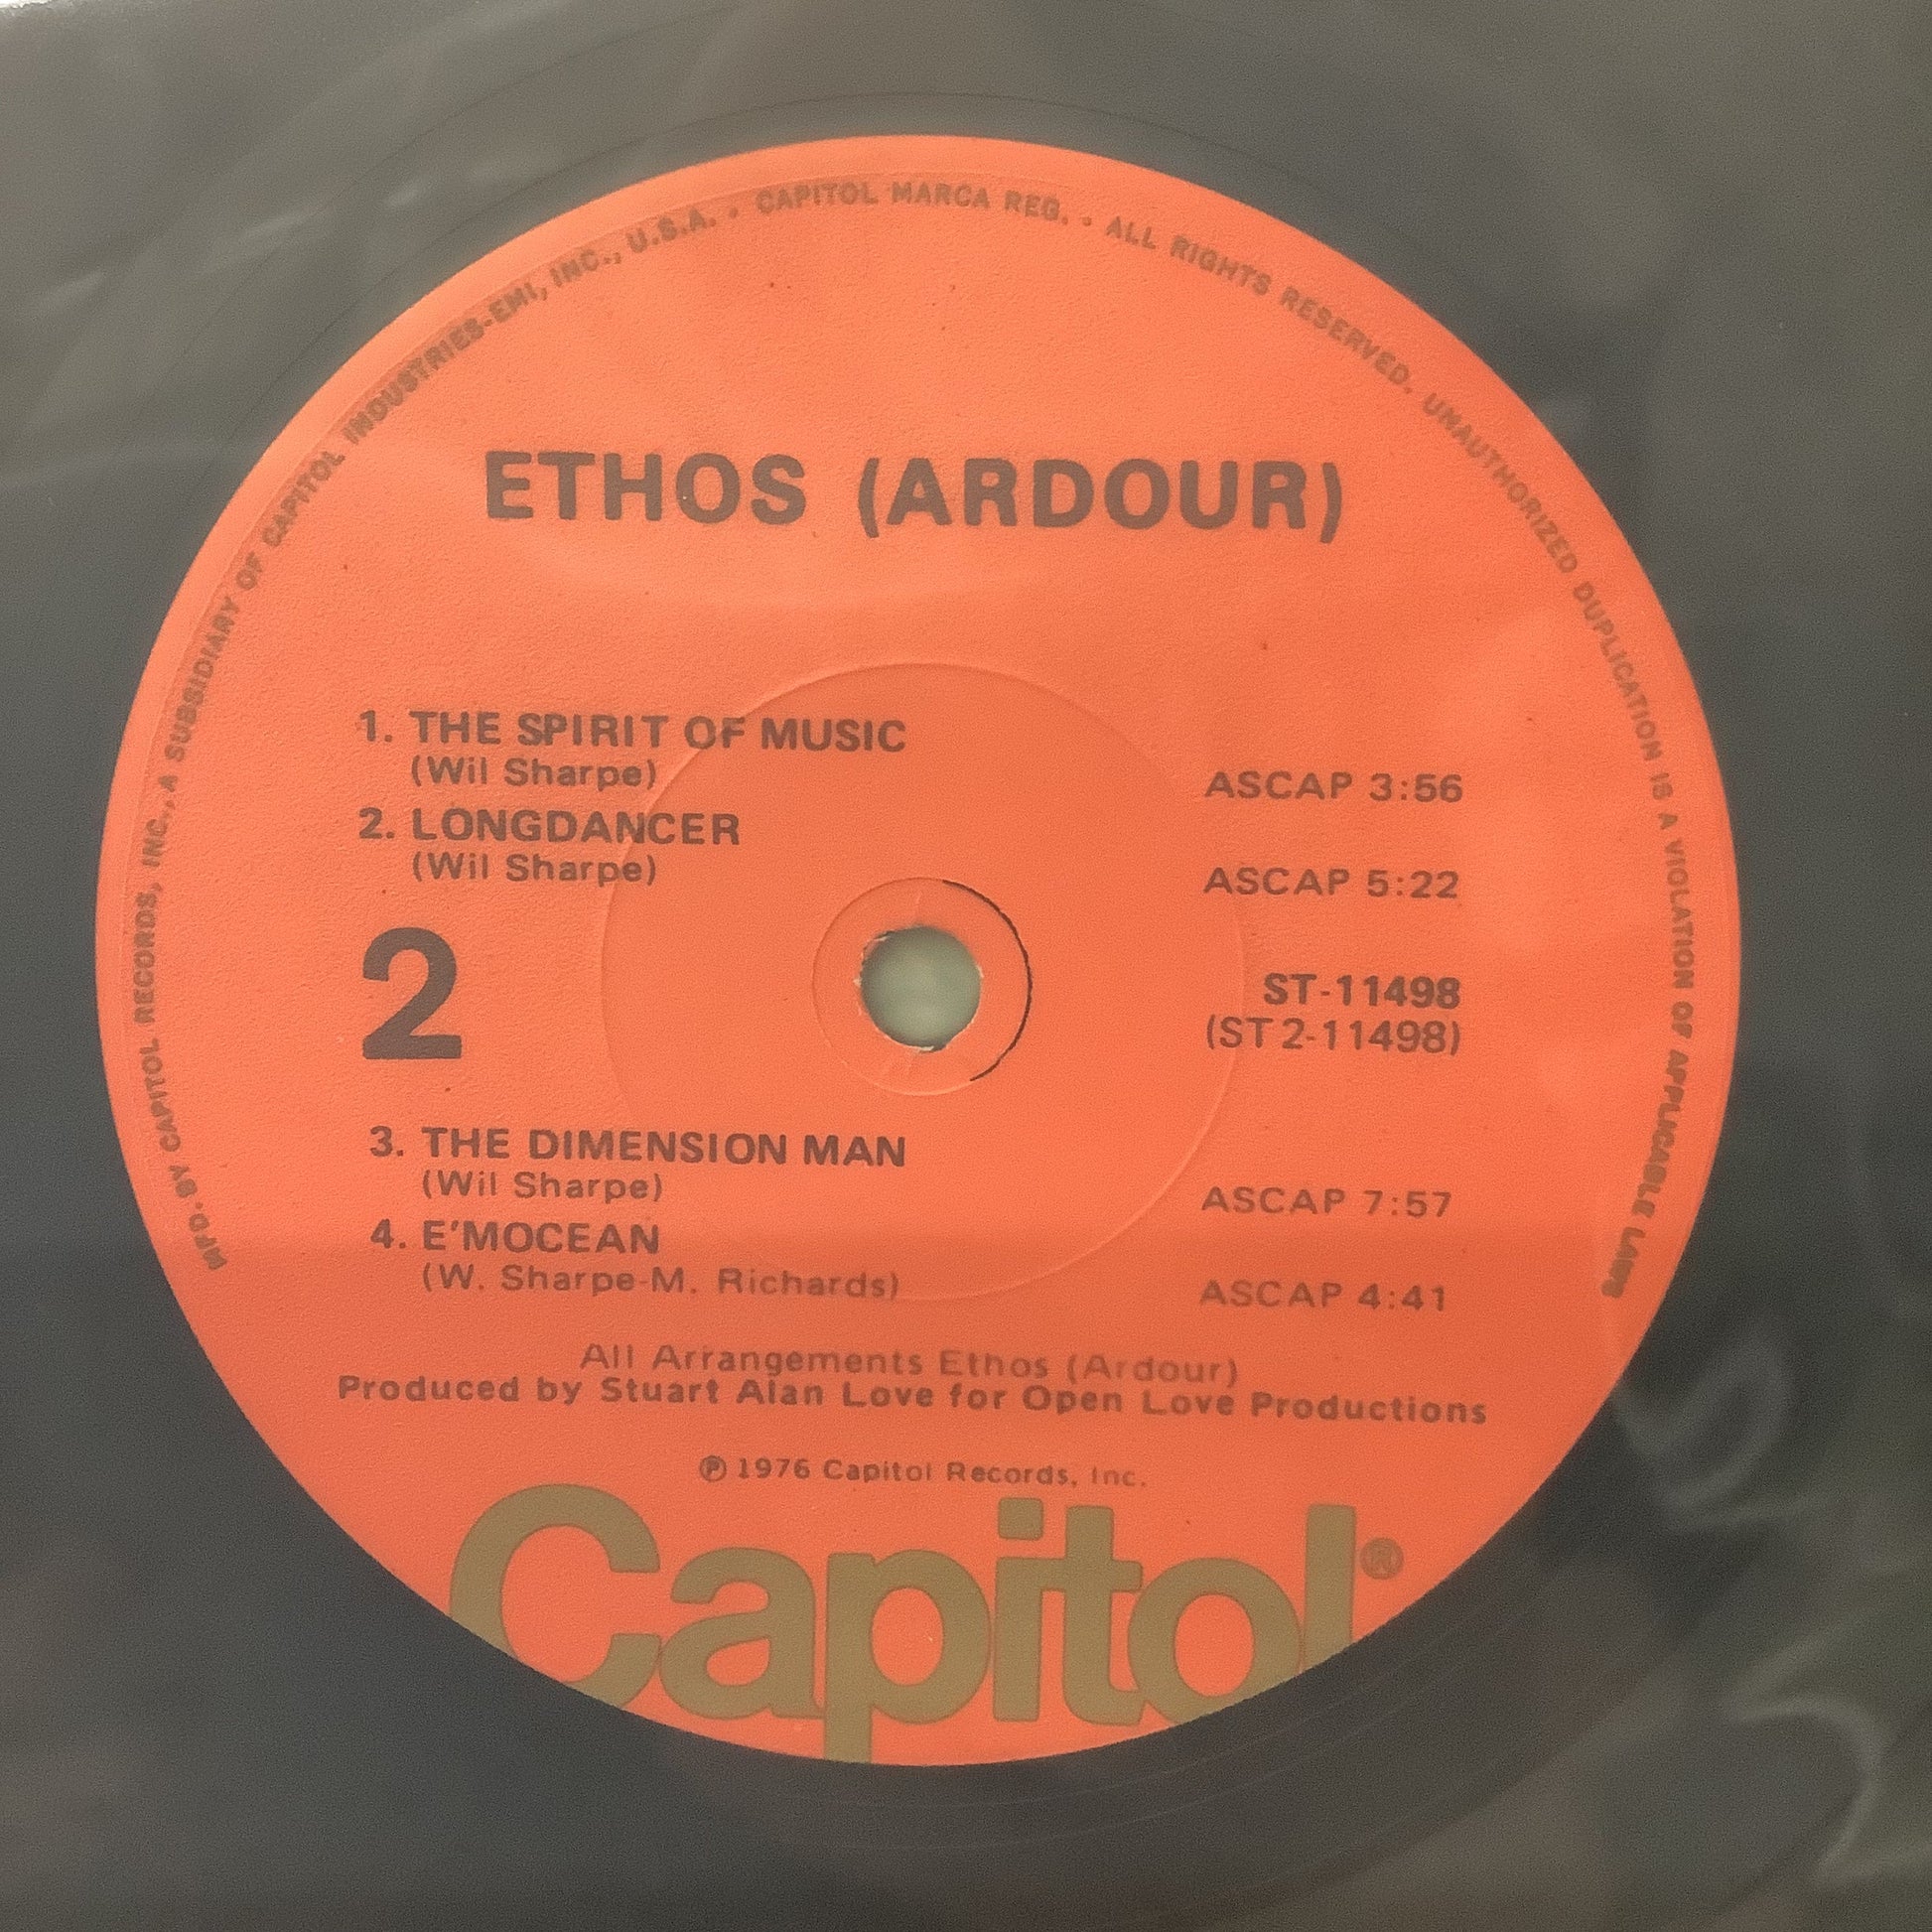 MFD. BY CAPITOL RECORDS, INC., A SUBSIDIARY OF CAPITOL INDUSTRIES-EMI, INC., U.S.A. • CAPITOL MARCA REG. • ALL RIGHTS RESERVED. UNAUTHORIZED DUPLICATION IS A VIOLATION OF APPLICABLE LAWS
ETHOS (ARDOUR)
1. THE SPIRIT OF MUSIC
(Wil Sharpe) ASCAP 3:56
2. LONGDANCER
(Wil Sharpe) ASCAP 5:22
2
ST-11498
(ST 2-11498)
3. THE DIMENSION MAN
(Wil Sharpe) ASCAP 7:57
4. E'MOCEAN
(W. Sharpe-M. Richards) ASCAP 4:41
All Arrangements Ethos (Ardour)
Produced by Stuart Alan Love for Open Love Productions
℗ 1976 Capitol Records, Inc.
Capitol®